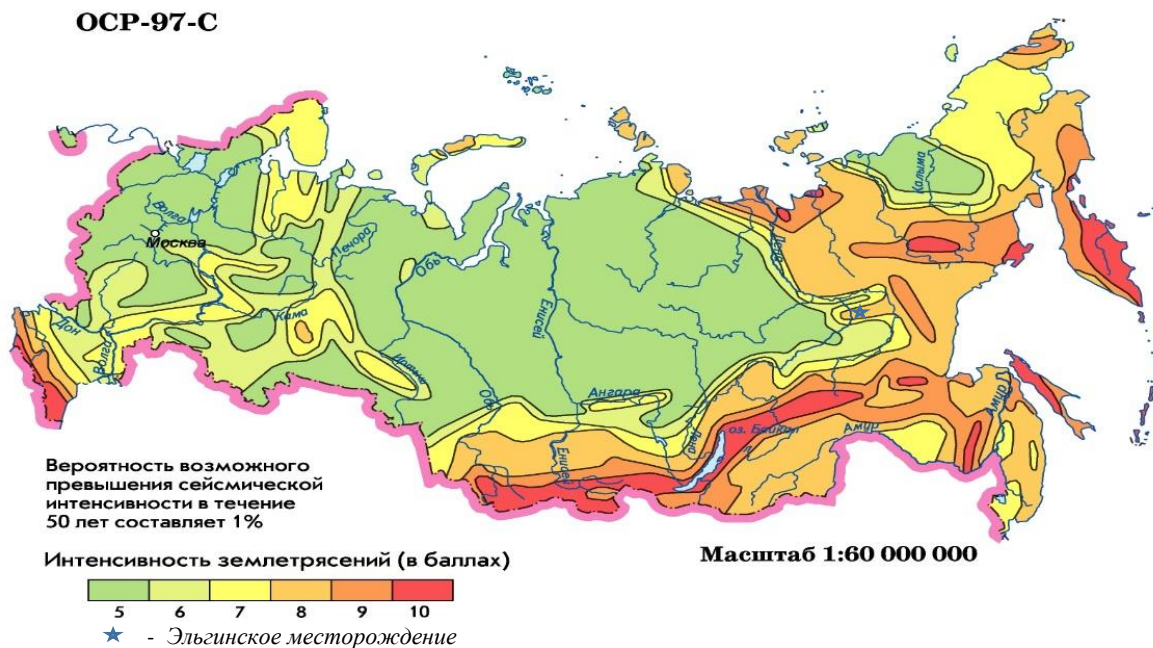 ОСР-97-С
Колыма
Лена
Волга
Москва
Печора
Обь
Енисей
Дон
Волга
Кама
Иртыш
Обь
Ангара
Лена
оз. Байкал
Амур
Амур
Енисей
Вероятность возможного
превышения сейсмической
интенсивности в течение
50 лет составляет 1%
Масштаб 1:60 000 000
Интенсивность землетрясений (в баллах)
5 6 7 8 9 10
- Эльгинское месторождение